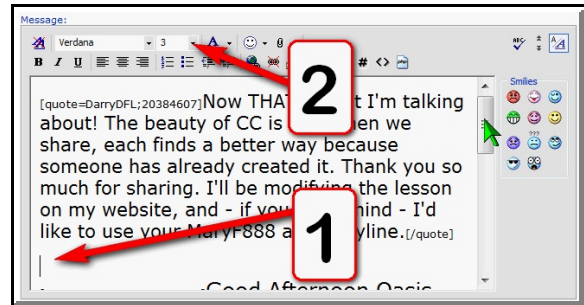 Message:
Verdana 3 A
B I U # <>
2
Smilies
[quote=DarryDFL;20384607]Now THAT I'm talking
about! The beauty of CC is we
share, each finds a better way because
someone has already created it. Thank you so
much for sharing. I'll be modifying the lesson
on my website, and - if you mind - I'd
like to use your MaryF888 yline.[/quote]
1
Good Afternoon Oasis